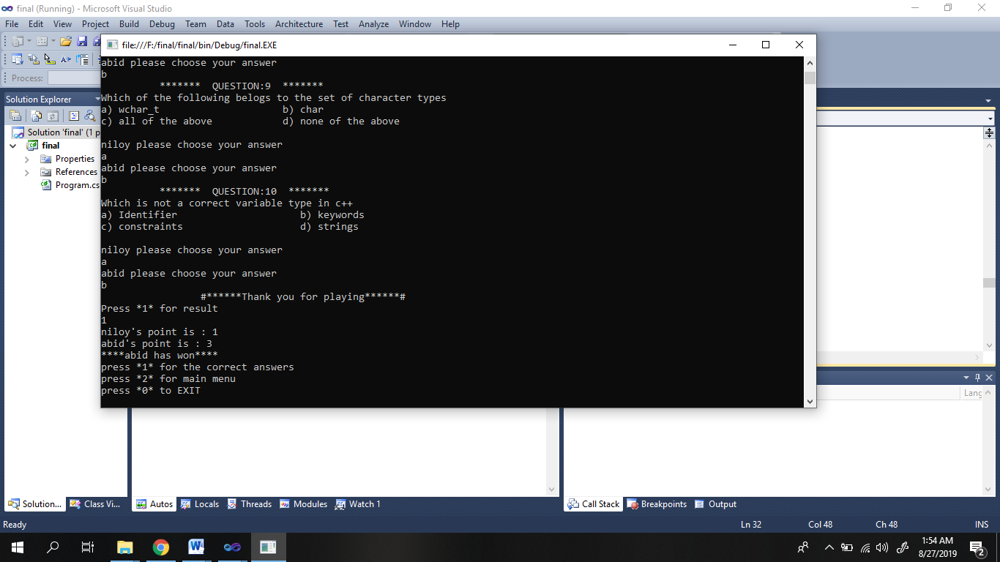 final (Running) - Microsoft Visual Studio
File Edit View Project Build Debug Team Data Tools Architecture Test Analyze Window Help
file:///F:/final/final/bin/Debug/final.EXE
Process:
Solution Explorer
Solution 'final' (1 p
final
Properties
References
Program.cs
abid please choose your answer
b
******* QUESTION:9 *******
Which of the following belogs to the set of character types
a) wchar_t b) char
c) all of the above d) none of the above
niloy please choose your answer
a
abid please choose your answer
b
******* QUESTION:10 *******
Which is not a correct variable type in c++
a) Identifier b) keywords
c) constraints d) strings
niloy please choose your answer
a
abid please choose your answer
b
#******Thank you for playing******#
Press *1* for result
1
niloy's point is : 1
abid's point is : 3
****abid has won****
press *1* for the correct answers
press *2* for main menu
press *0* to EXIT
Lang
Solution... Class Vi... Autos Locals Threads Modules Watch 1 Call Stack Breakpoints Output
Ready Ln 32 Col 48 Ch 48 INS
1:54 AM
8/27/2019
2